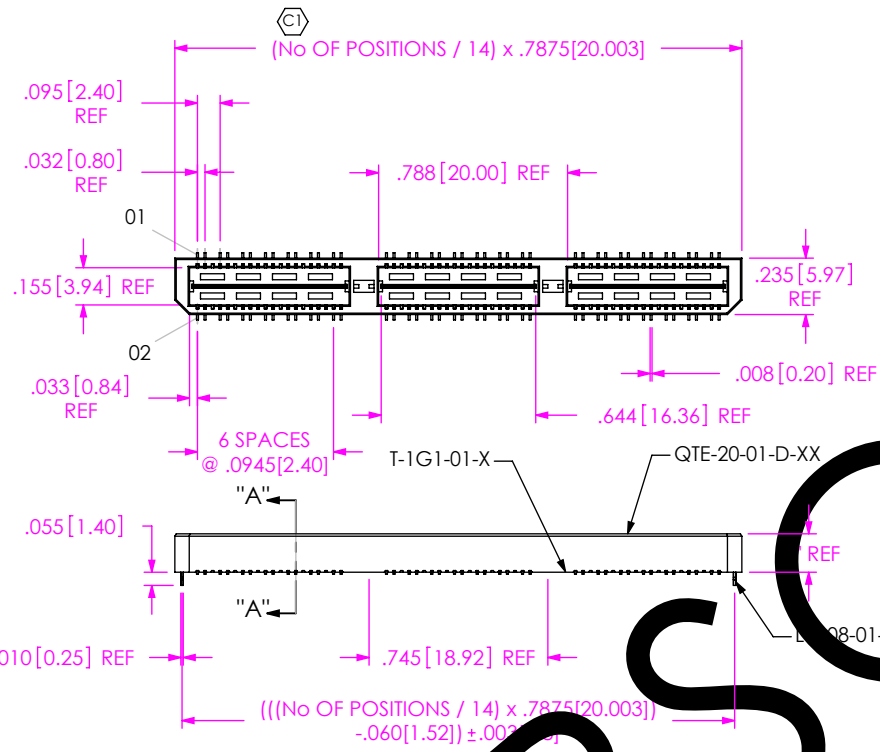 C1
(No OF POSITIONS / 14) x .7875[20.003]
.095[2.40]
REF
.032[0.80]
REF
.788[20.00] REF
01
.155[3.94] REF
.235[5.97]
REF
02
.033[0.84]
REF
.008[0.20] REF
.644[16.36] REF
6 SPACES
@ .0945[2.40]
T-1G1-01-X
QTE-20-01-D-XX
"A"
.055[1.40]
REF
"A"
08-01-
010[0.25] REF
.745[18.92] REF
(((No OF POSITIONS / 14) x .7875[20.003])
-.060[1.52]) ±.003